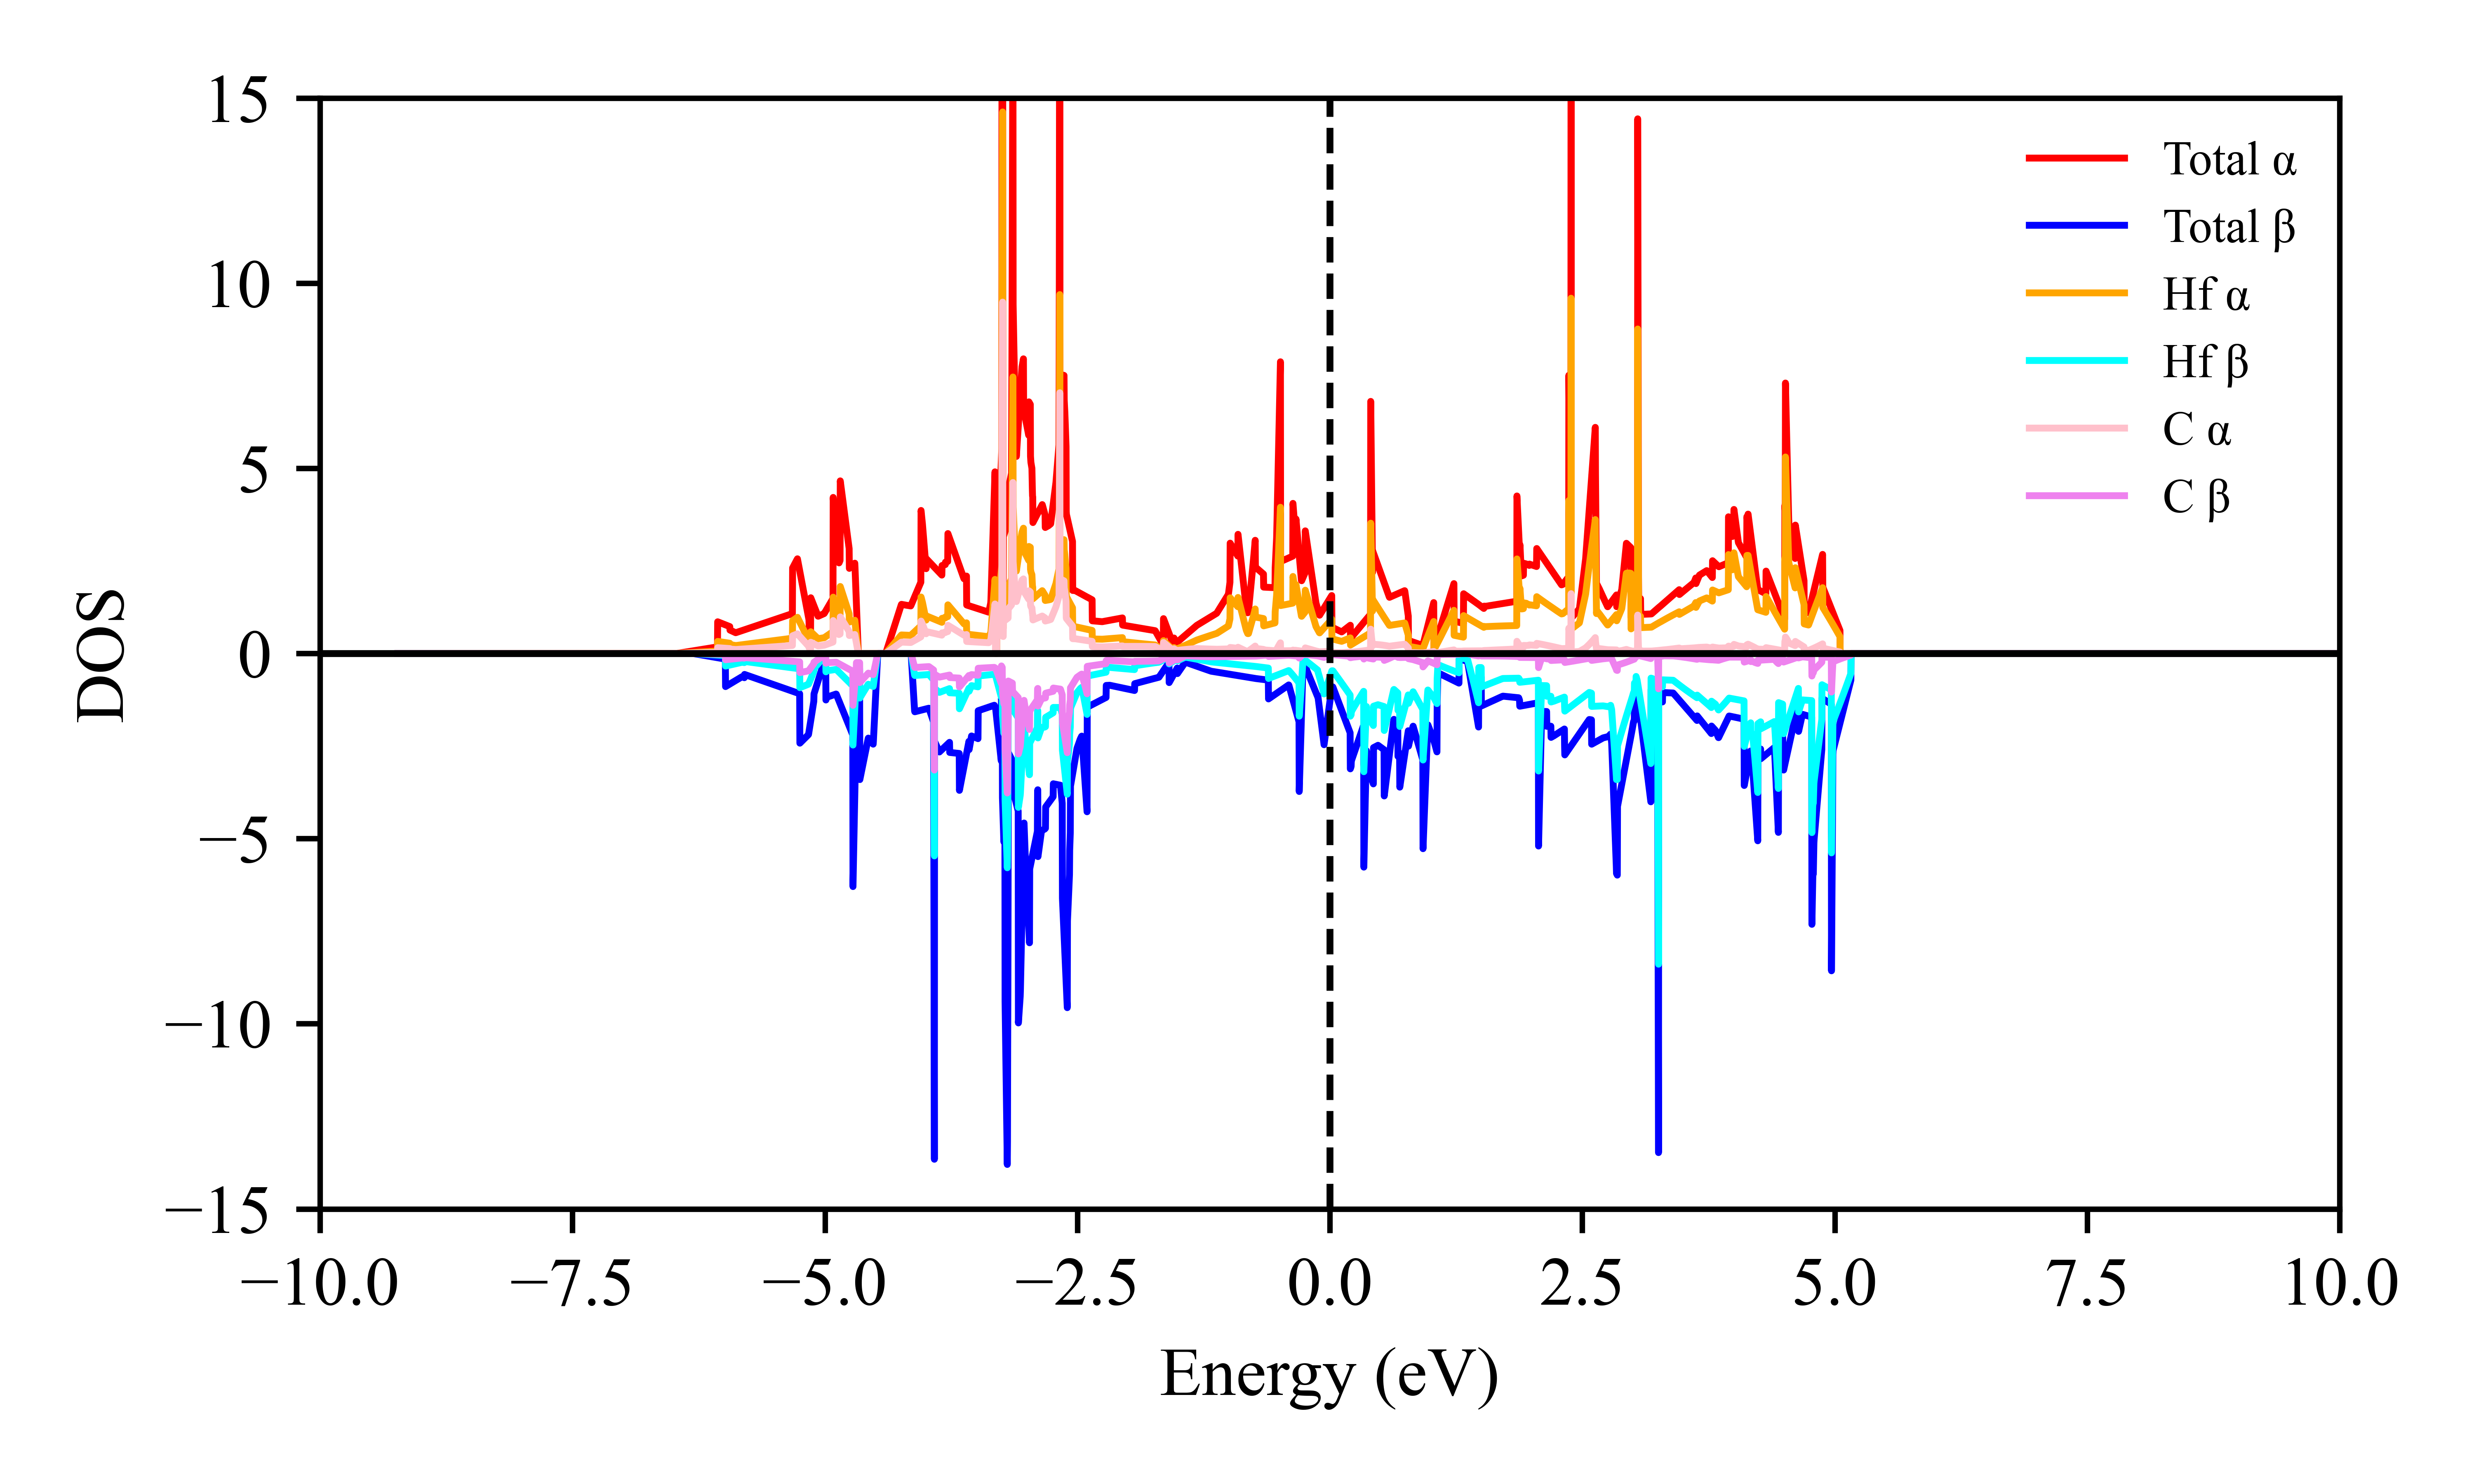 15
10
5
0
−5
−10
−15
DOS
Total α
Total β
Hf α
Hf β
C α
C β
−10.0 −7.5 −5.0 −2.5 0.0 2.5 5.0 7.5 10.0
Energy (eV)